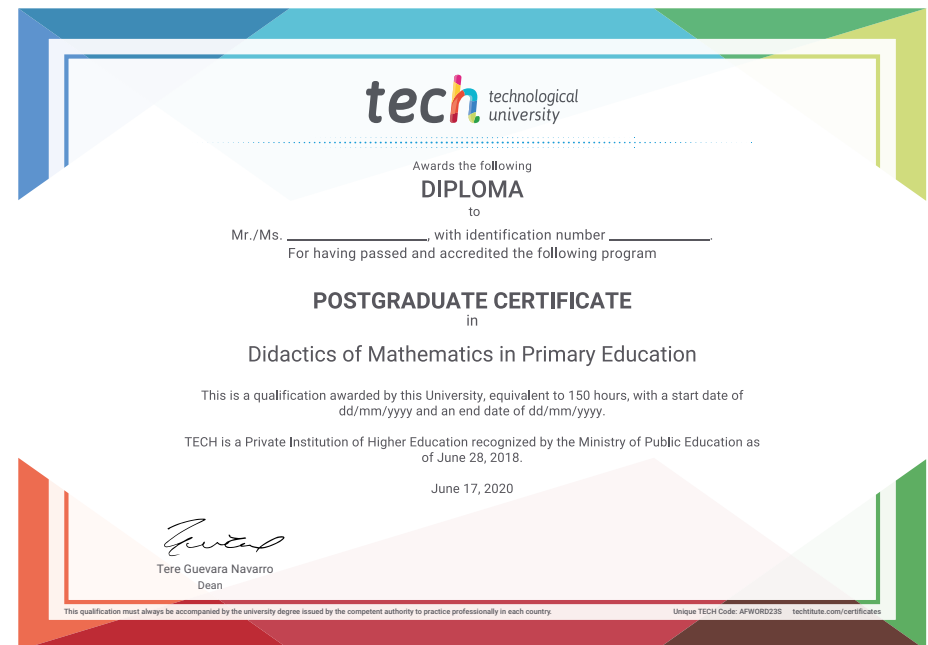 tech technological
university
Awards the following
DIPLOMA
to
Mr./Ms. ____________________, with identification number ______________.
For having passed and accredited the following program
POSTGRADUATE CERTIFICATE
in
Didactics of Mathematics in Primary Education
This is a qualification awarded by this University, equivalent to 150 hours, with a start date of
dd/mm/yyyy and an end date of dd/mm/yyyy.
TECH is a Private Institution of Higher Education recognized by the Ministry of Public Education as
of June 28, 2018.
June 17, 2020
Tere Guevara Navarro
Dean
This qualification must always be accompanied by the university degree issued by the competent authority to practice professionally in each country. Unique TECH Code: AFWORD23S techtitute.com/certificates